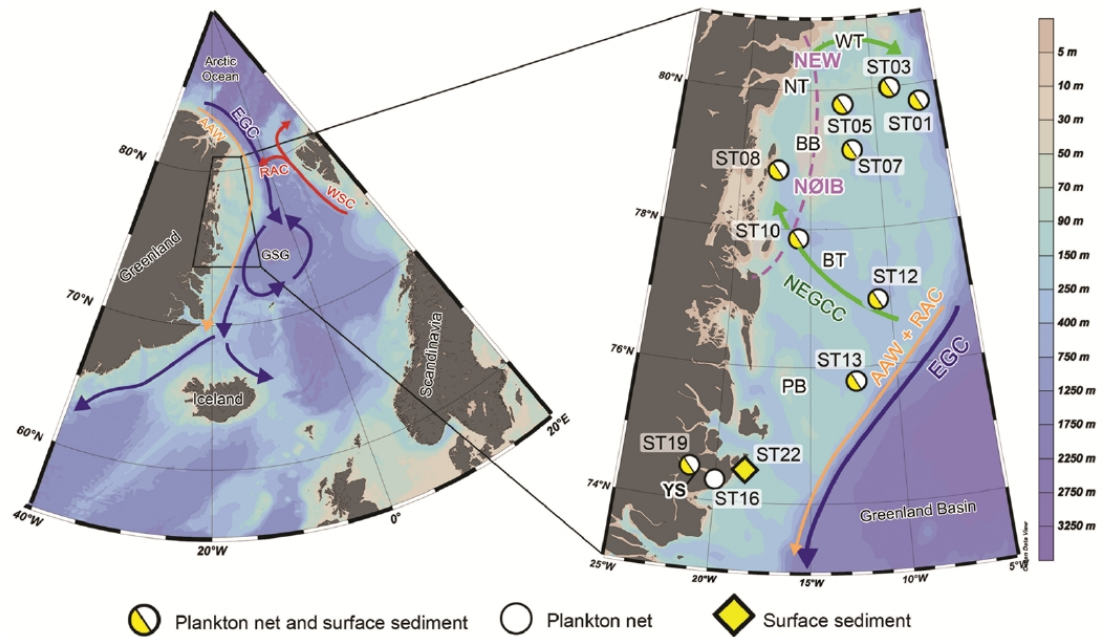 Arctic
Ocean
EGC
AAW
80°N
RAC
WSC
GSG
Greenland
70°N
Scandinavia
Iceland
60°N
20°E
40°W
0°
20°W
WT
NEW
ST03
80°N
NT
ST05
ST01
BB
ST07
ST08
NØIB
78°N
ST10
BT
ST12
NEGCC
AAW + RAC
EGC
76°N
ST13
PB
ST19
ST22
YS
ST16
74°N
Greenland Basin
25°W
20°W
15°W
10°W
5°W
Ocean Data View
5 m
10 m
30 m
50 m
70 m
90 m
150 m
250 m
400 m
750 m
1250 m
1750 m
2250 m
2750 m
3250 m
Plankton net and surface sediment
Plankton net
Surface sediment